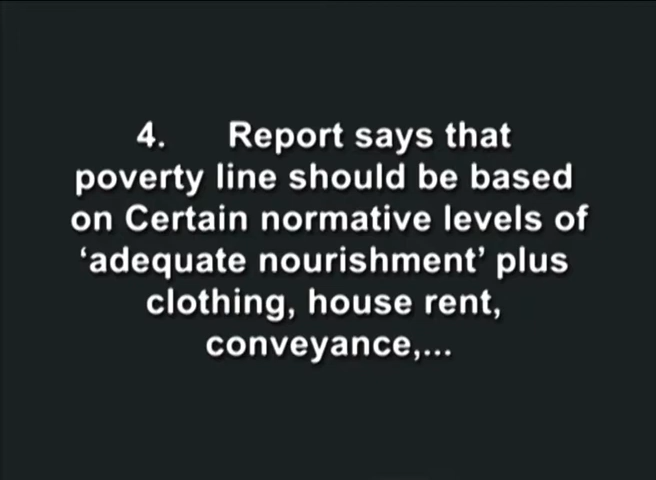 4. Report says that
poverty line should be based
on Certain normative levels of
‘adequate nourishment’ plus
clothing, house rent,
conveyance,...